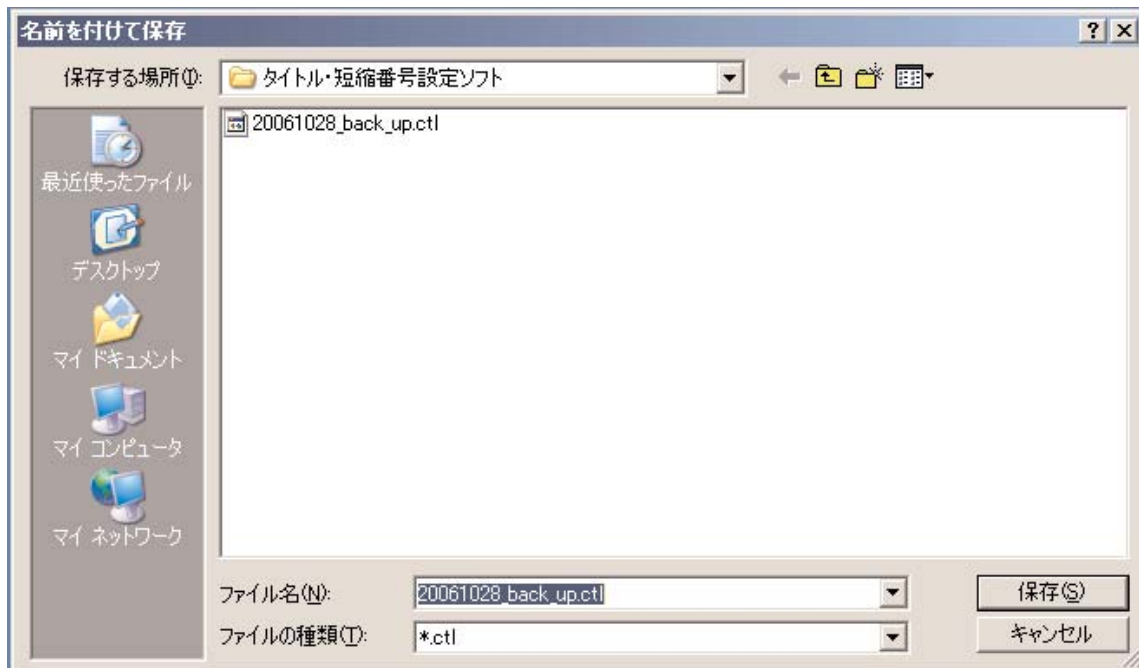 名前を付けて保存
保存する場所(I):
タイトル・短縮番号設定ソフト
20061028_back_up.ctl
最近使ったファイル
デスクトップ
マイ ドキュメント
マイ コンピュータ
マイ ネットワーク
ファイル名(N):
20061028_back_up.ctl
保存(S)
ファイルの種類(T):
*.ctl
キャンセル